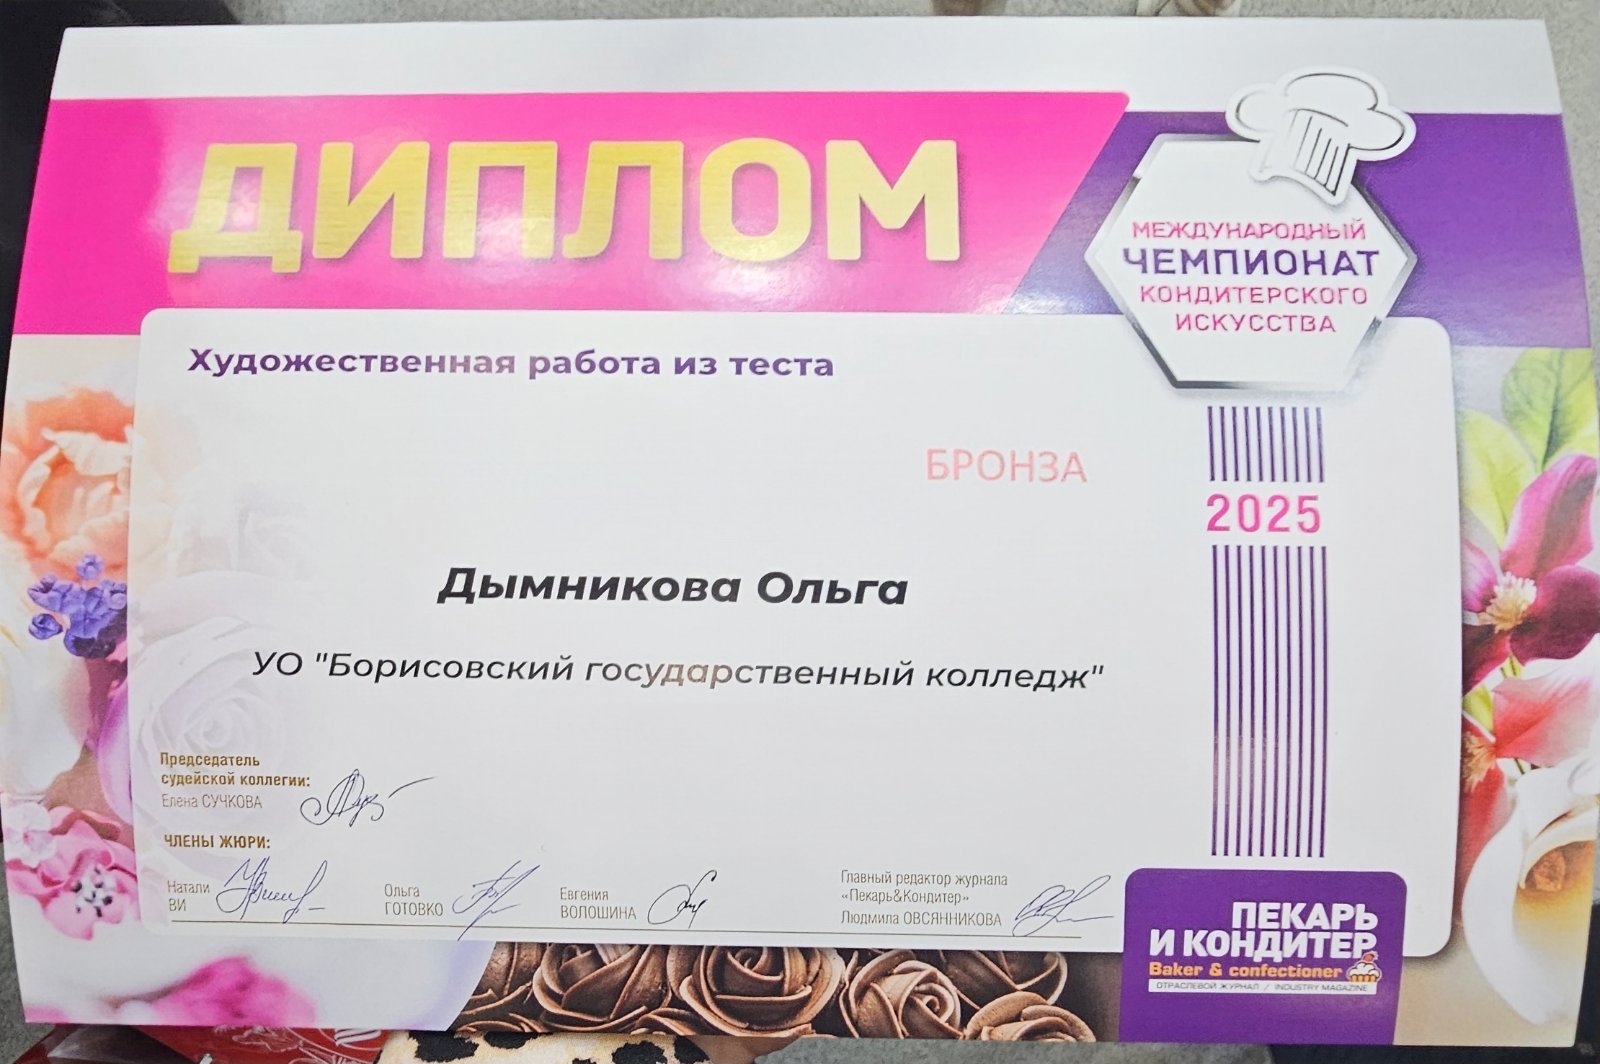 ДИПЛОМ
МЕЖДУНАРОДНЫЙ
ЧЕМПИОНАТ
КОНДИТЕРСКОГО
ИСКУССТВА
Художественная работа из теста
БРОНЗА
2025
Дымникова Ольга
УО "Борисовский государственный колледж"
Председатель
судейской коллегии:
Елена СУЧКОВА
ЧЛЕНЫ ЖЮРИ:
Натали
ВИ
Ольга
ГОТОВКО
Евгения
ВОЛОШИНА
Главный редактор журнала
«Пекарь&Кондитер»
Людмила ОВСЯННИКОВА
ПЕКАРЬ
И КОНДИТЕР
Baker & confectioner
ОТРАСЛЕВОЙ ЖУРНАЛ / INDUSTRY MAGAZINE